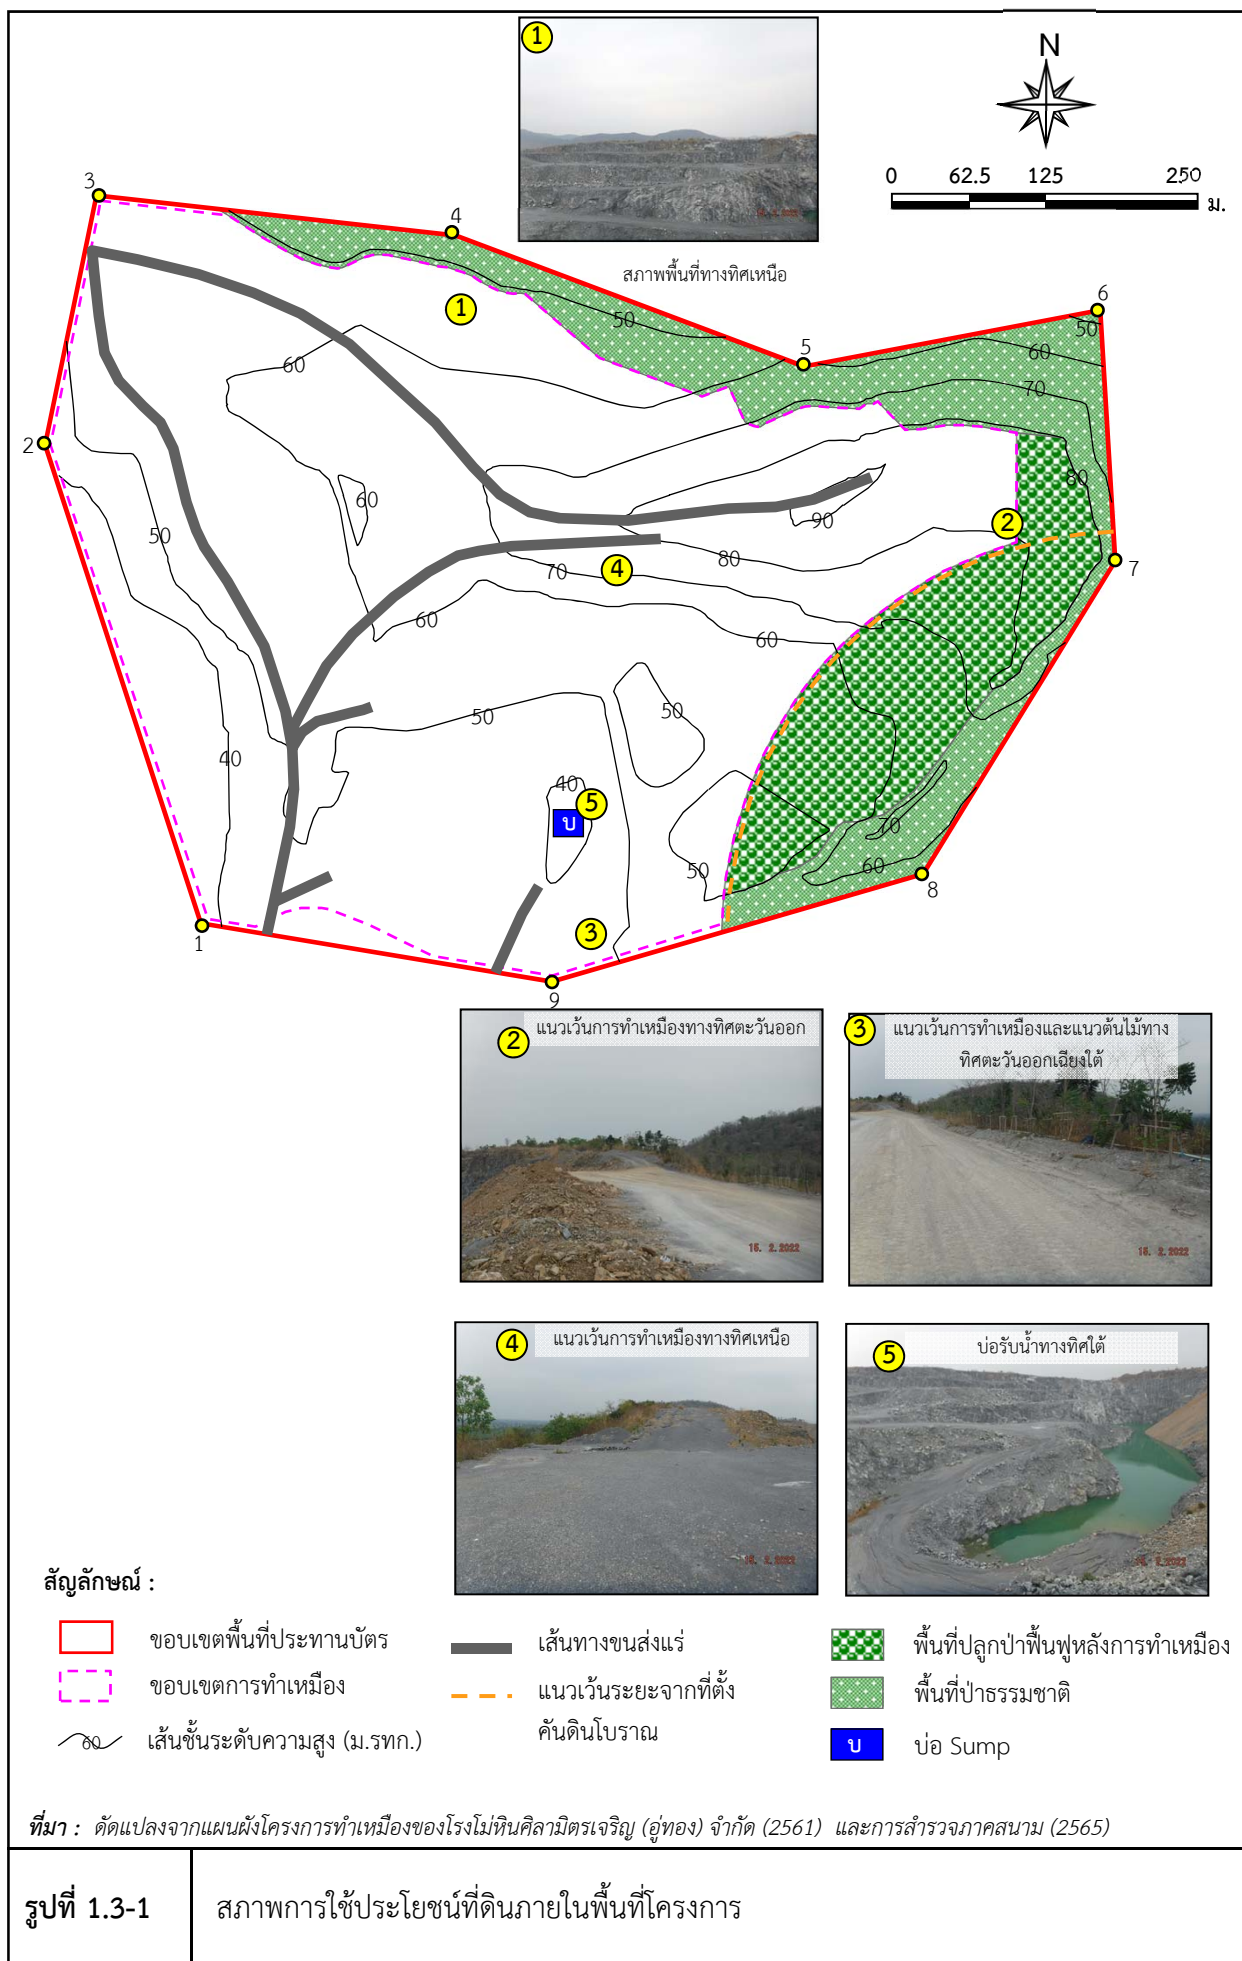 1
N
0 62.5 125 250
ม.
15. 2.2022
สภาพพื้นที่ทางทิศเหนือ
3
4
5
6
2
7
8
1
9
1
2
4
5
3
50
50
60
70
80
60
60
90
80
70
60
60
50
50
50
40
40
50
70
60
บ
2
แนวเว้นการทำเหมืองทางทิศตะวันออก
15. 2.2022
3
แนวเว้นการทำเหมืองและแนวต้นไม้ทาง
ทิศตะวันออกเฉียงใต้
15. 2.2022
4
แนวเว้นการทำเหมืองทางทิศเหนือ
15. 2.2022
5
บ่อรับน้ำทางทิศใต้
15. 2.2022
สัญลักษณ์ :
ขอบเขตพื้นที่ประทานบัตร
เส้นทางขนส่งแร่
พื้นที่ปลูกป่าฟื้นฟูหลังการทำเหมือง
ขอบเขตการทำเหมือง
แนวเว้นระยะจากที่ตั้ง
คันดินโบราณ
พื้นที่ป่าธรรมชาติ
60 เส้นชั้นระดับความสูง (ม.รทก.)
บ บ่อ Sump
ที่มา : ดัดแปลงจากแผนผังโครงการทำเหมืองของโรงโม่หินศิลามิตรเจริญ (อู่ทอง) จำกัด (2561) และการสำรวจภาคสนาม (2565)
รูปที่ 1.3-1 สภาพการใช้ประโยชน์ที่ดินภายในพื้นที่โครงการ